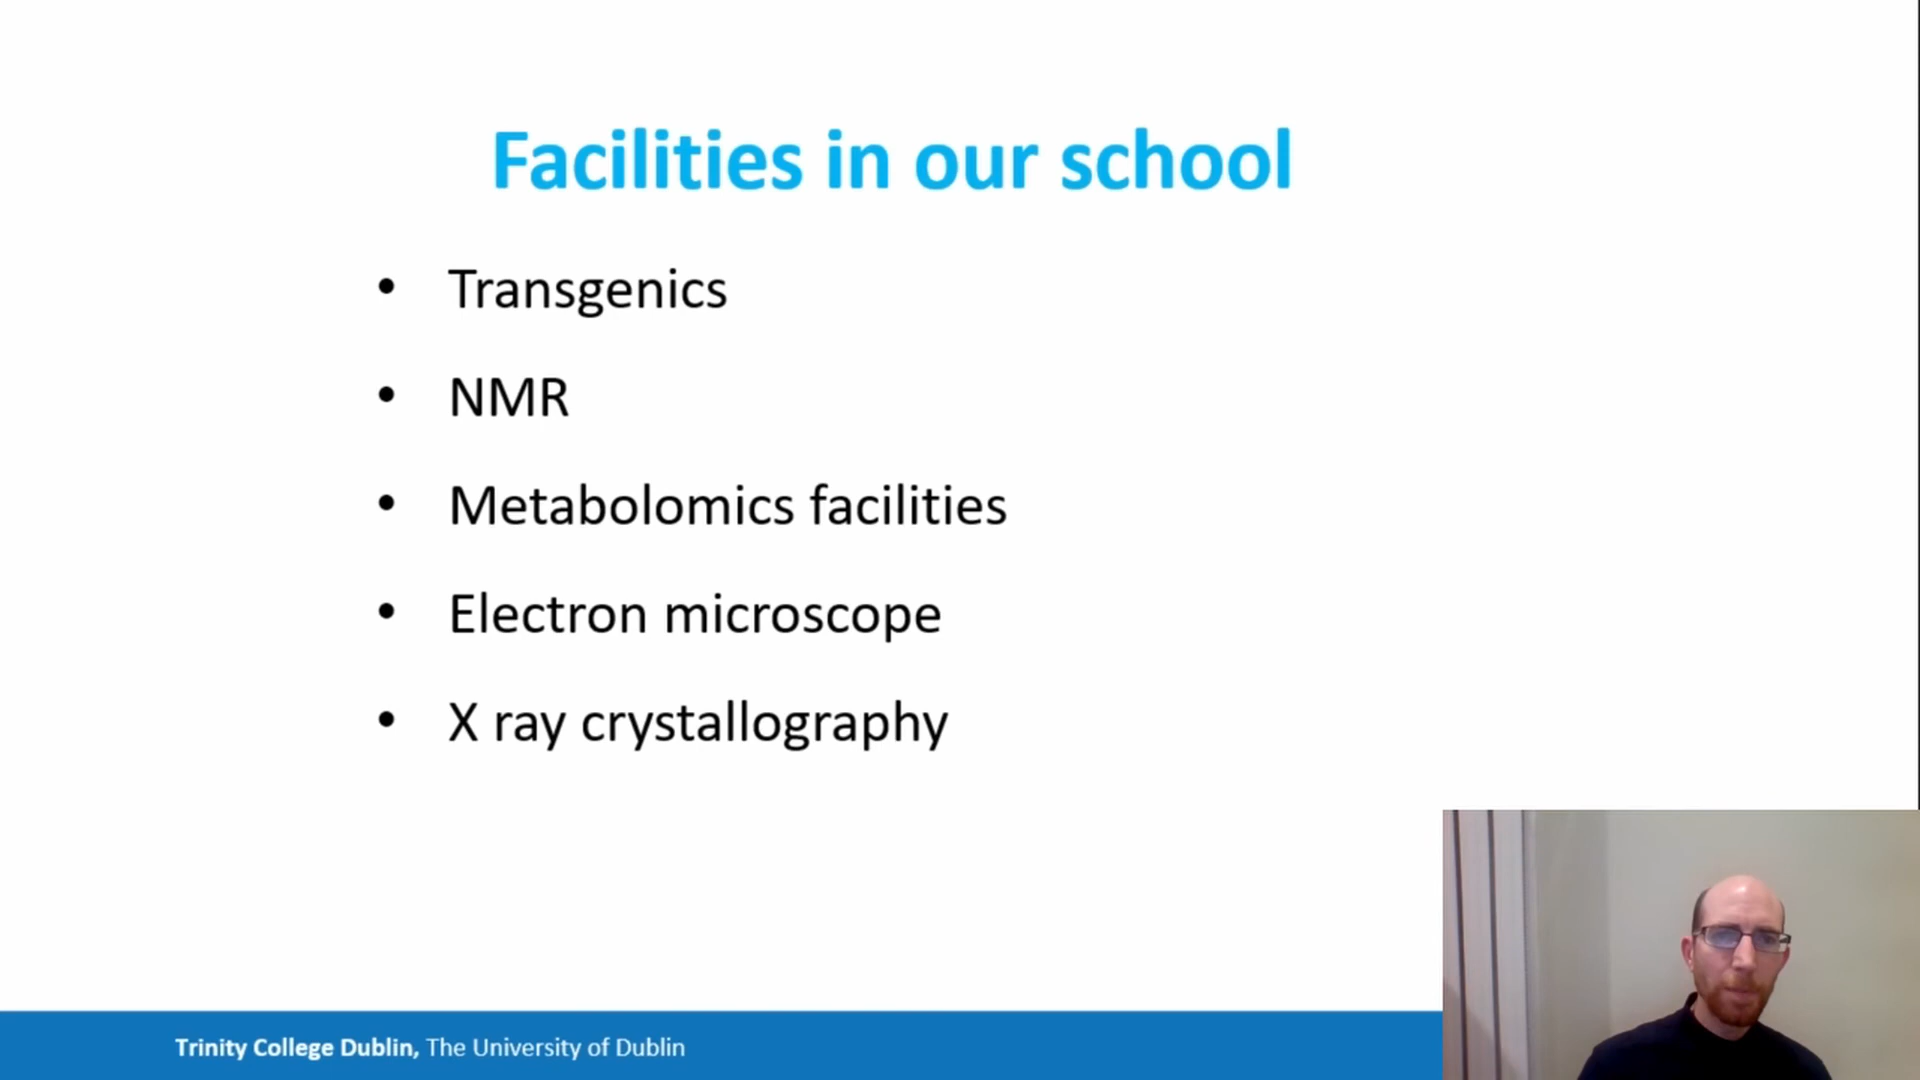 Facilities in our school
• Transgenics
• NMR
• Metabolomics facilities
• Electron microscope
• X ray crystallography
Trinity College Dublin, The University of Dublin